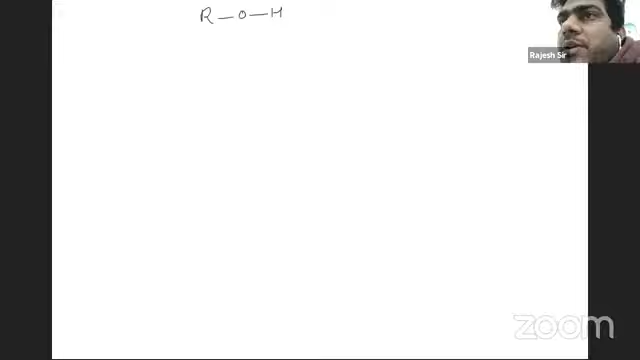 R — O — H
Rajesh Sir
zoom